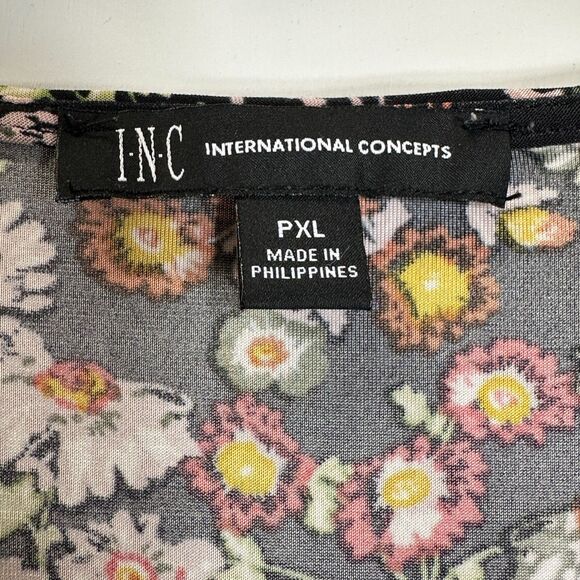 I·N·C INTERNATIONAL CONCEPTS
PXL
MADE IN
PHILIPPINES